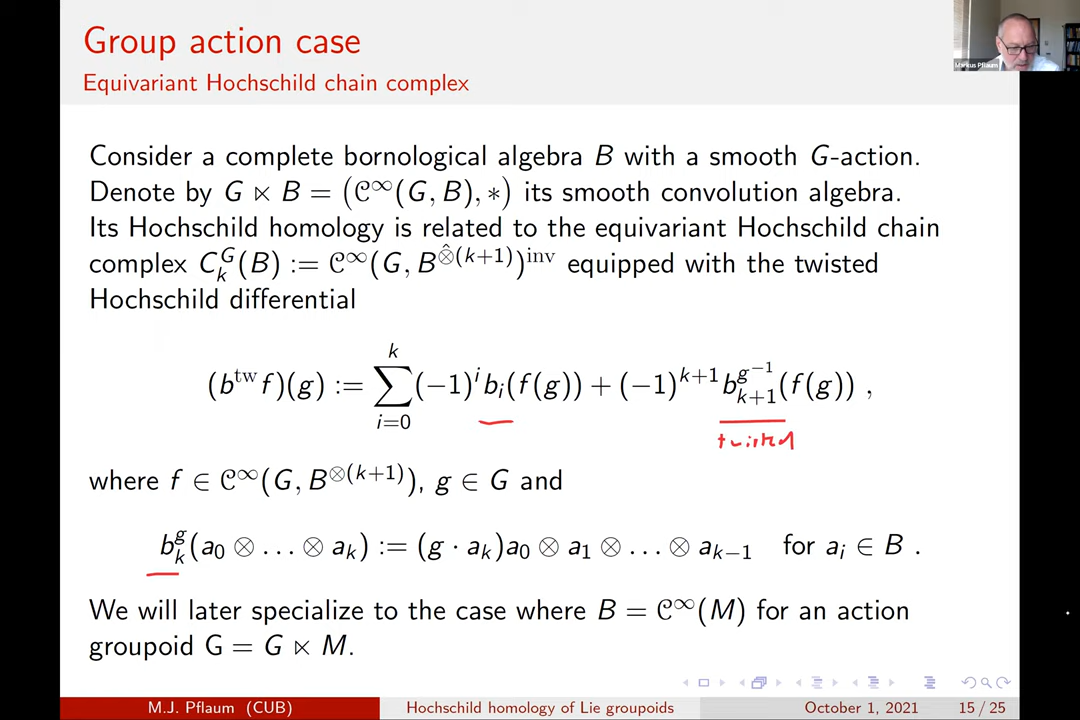 Group action case
Equivariant Hochschild chain complex
Markus Pflaum
Consider a complete bornological algebra B with a smooth G-action.
Denote by G ⋉ B = (𝒞^∞(G, B), ∗) its smooth convolution algebra.
Its Hochschild homology is related to the equivariant Hochschild chain
complex C_k^G(B) := 𝒞^∞(G, B^{⊗̂(k+1)})^{inv} equipped with the twisted
Hochschild differential
(b^{tw} f)(g) := ∑_{i=0}^{k} (−1)^i b_i(f(g)) + (−1)^{k+1} b_{k+1}^{g^{−1}}(f(g)) ,
twisted
where f ∈ 𝒞^∞(G, B^{⊗(k+1)}), g ∈ G and
b_k^g(a_0 ⊗ … ⊗ a_k) := (g · a_k)a_0 ⊗ a_1 ⊗ … ⊗ a_{k−1} for a_i ∈ B .
We will later specialize to the case where B = 𝒞^∞(M) for an action
groupoid G = G ⋉ M.
M.J. Pflaum (CUB) Hochschild homology of Lie groupoids October 1, 2021 15 / 25